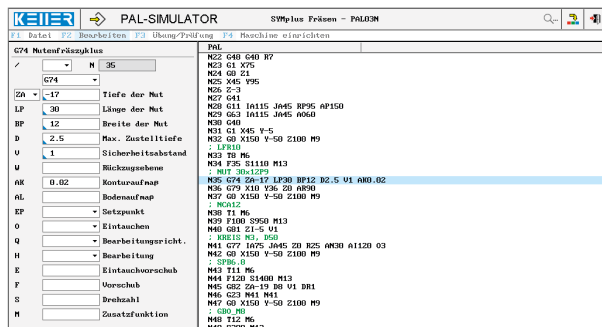 KELLER PAL-SIMULATOR SYMplus Fräsen - PAL03N
F1 Datei F2 Bearbeiten F3 Übung/Prüfung F4 Maschine einrichten
G74 Nutenfräszyklus
/ N 35
G74
ZA -17 Tiefe der Nut
LP 30 Länge der Nut
BP 12 Breite der Nut
D 2.5 Max. Zustelltiefe
V 1 Sicherheitsabstand
W Rückzugsebene
AK 0.02 Konturaufmaß
AL Bodenaufmaß
EP Setzpunkt
O Eintauchen
Q Bearbeitungsricht.
H Bearbeitung
E Eintauchvorschub
F Vorschub
S Drehzahl
M Zusatzfunktion
PAL
N22 G48 G40 R7
N23 G1 X75
N24 G0 Z1
N25 X45 Y95
N26 Z-3
N27 G41
N28 G11 IA115 JA45 RP95 AP150
N29 G63 IA115 JA45 AO60
N30 G40
N31 G1 X45 Y-5
N32 G0 X150 Y-50 Z100 M9
; LFR10
N33 T8 M6
N34 F35 S1110 M13
; NUT 30x12P9
N35 G74 ZA-17 LP30 BP12 D2.5 V1 AK0.02
N36 G79 X10 Y36 Z0 AR90
N37 G0 X150 Y-50 Z100 M9
; NCA12
N38 T1 M6
N39 F100 S950 M13
N40 G81 ZI-5 V1
; KREIS N3, D50
N41 G77 IA75 JA45 Z0 R25 AN30 AI120 O3
N42 G0 X150 Y-50 Z100 M9
; SPB6.8
N43 T11 M6
N44 F120 S1400 M13
N45 G82 ZA-19 D8 V1 DR1
N46 G23 N41 N41
N47 G0 X150 Y-50 Z100 M9
; GBO_M8
N48 T12 M6